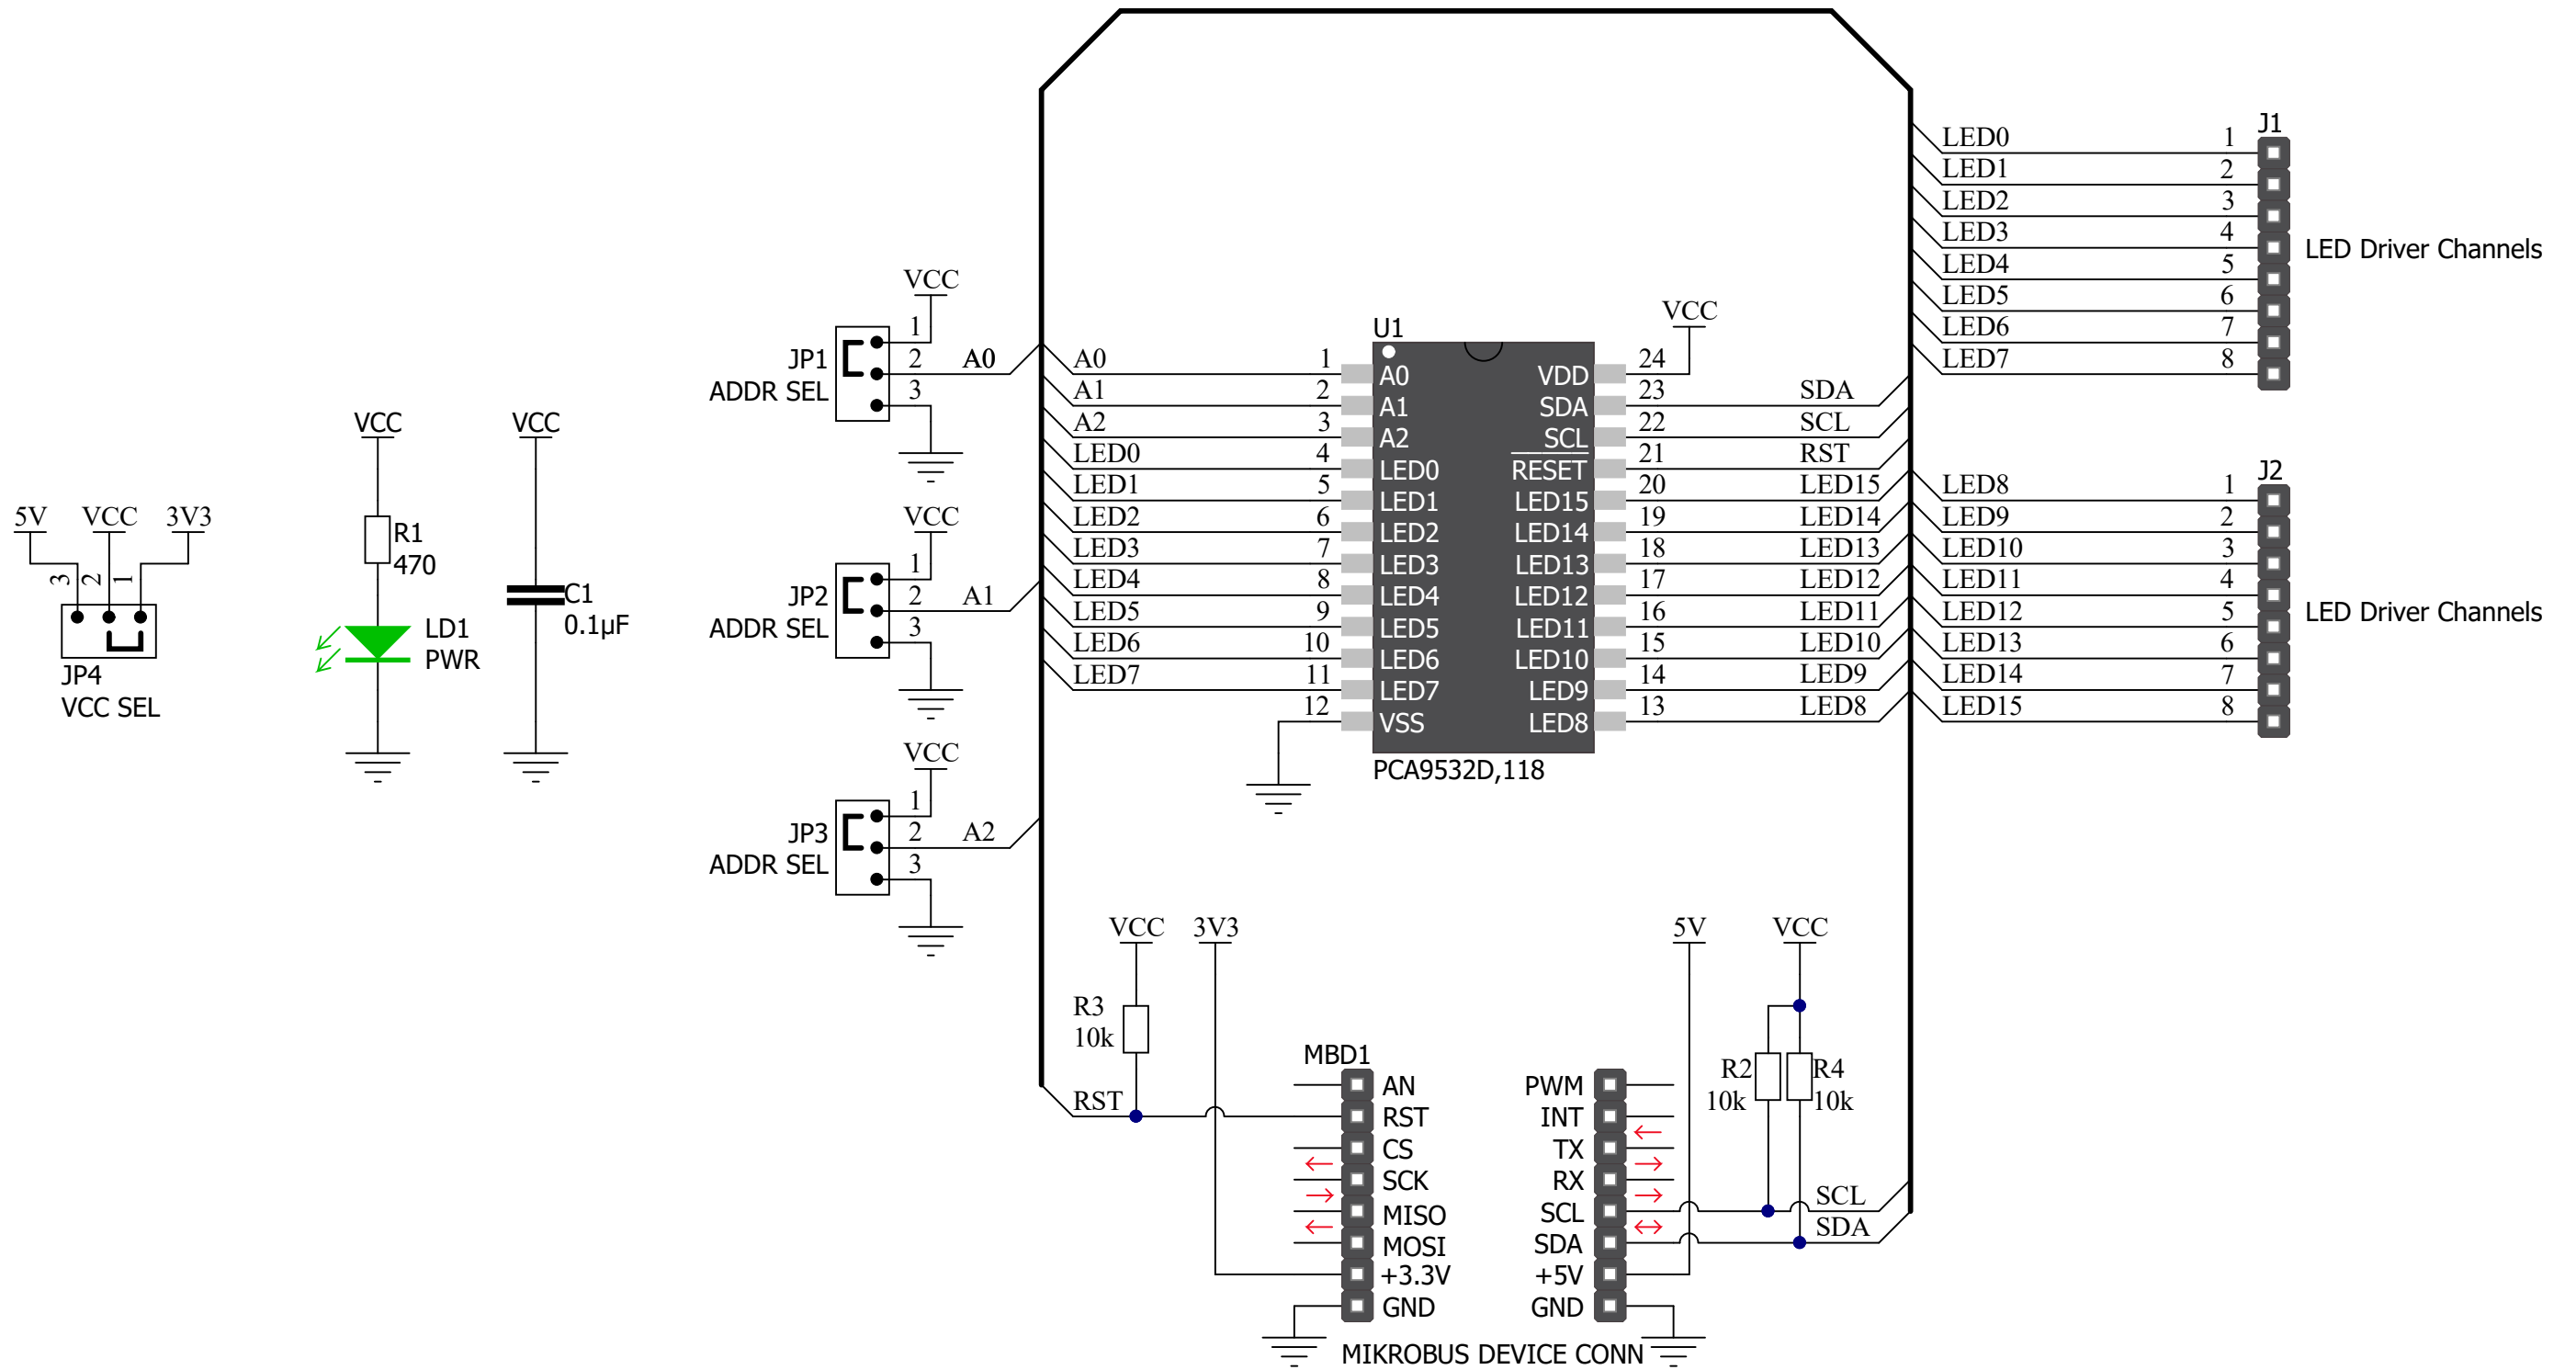 5V VCC 3V3
3 2 1
JP4
VCC SEL
VCC
R1
470
LD1
PWR
VCC
C1
0.1µF
VCC
JP1
ADDR SEL
1
2 A0
3
VCC
JP2
ADDR SEL
1
2 A1
3
VCC
JP3
ADDR SEL
1
2 A2
3
U1
A0 1 A0
A1 2 A1
A2 3 A2
LED0 4 LED0
LED1 5 LED1
LED2 6 LED2
LED3 7 LED3
LED4 8 LED4
LED5 9 LED5
LED6 10 LED6
LED7 11 LED7
12 VSS
VCC
VDD 24
SDA 23 SDA
SCL 22 SCL
RESET 21 RST
LED15 20 LED15
LED14 19 LED14
LED13 18 LED13
LED12 17 LED12
LED11 16 LED11
LED10 15 LED10
LED9 14 LED9
LED8 13 LED8
PCA9532D,118
J1
LED0 1
LED1 2
LED2 3
LED3 4
LED4 5
LED5 6
LED6 7
LED7 8
LED Driver Channels
J2
LED8 1
LED9 2
LED10 3
LED11 4
LED12 5
LED13 6
LED14 7
LED15 8
LED Driver Channels
VCC 3V3
R3
10k
RST
5V VCC
R2 R4
10k 10k
SCL
SDA
MBD1
AN PWM
RST INT
CS TX
SCK RX
MISO SCL
MOSI SDA
+3.3V +5V
GND GND
MIKROBUS DEVICE CONN